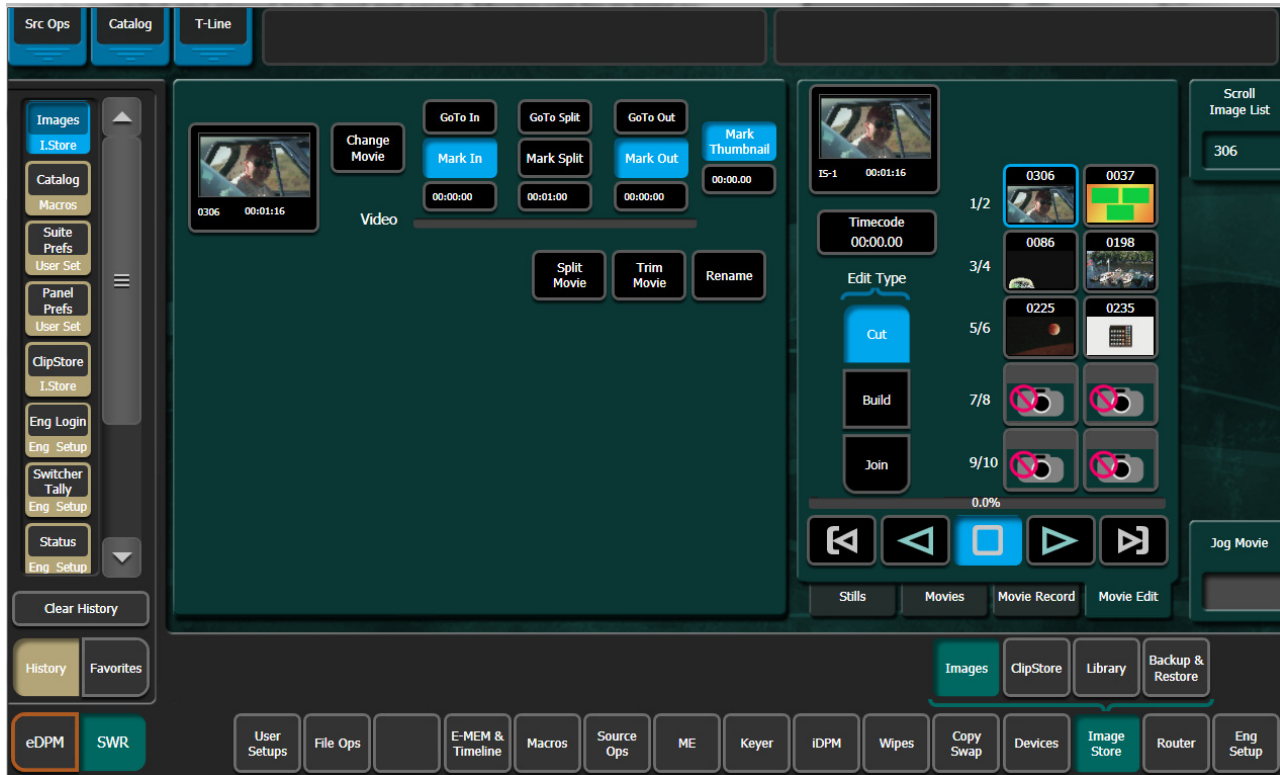 Src Ops
Catalog
T-Line
Images
I.Store
Catalog
Macros
Suite
Prefs
User Set
Panel
Prefs
User Set
ClipStore
I.Store
Eng Login
Eng Setup
Switcher
Tally
Eng Setup
Status
Eng Setup
Clear History
History
Favorites
eDPM
SWR
0306 00:01:16
Change
Movie
Video
GoTo In
GoTo Split
GoTo Out
Mark In
Mark Split
Mark Out
Mark
Thumbnail
00:00:00
00:01:00
00:00:00
00:00.00
Split
Movie
Trim
Movie
Rename
IS-1 00:01:16
Timecode
00:00.00
Edit Type
Cut
Build
Join
1/2
0306
0037
3/4
0086
0198
5/6
0225
0235
7/8
9/10
0.0%
Stills
Movies
Movie Record
Movie Edit
Scroll
Image List
306
Jog Movie
Images
ClipStore
Library
Backup &
Restore
User
Setups
File Ops
E-MEM &
Timeline
Macros
Source
Ops
ME
Keyer
iDPM
Wipes
Copy
Swap
Devices
Image
Store
Router
Eng
Setup